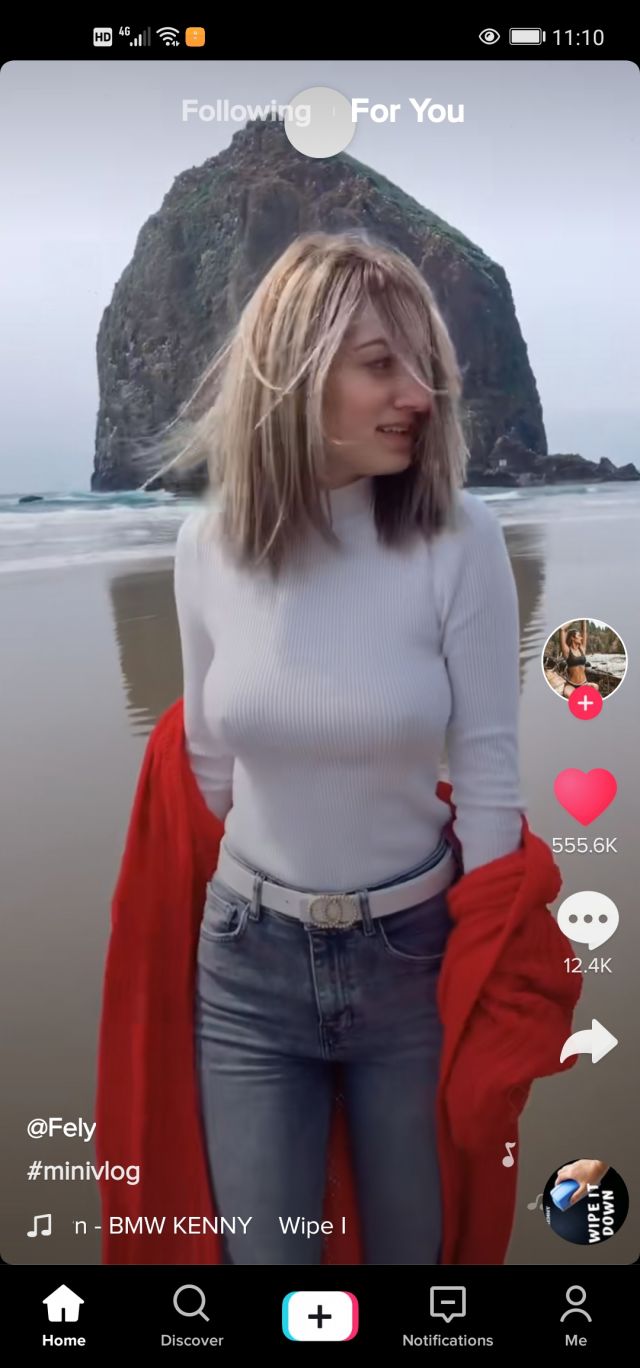 HD 4G 11:10
Following For You
555.6K
12.4K
@Fely
#minivlog
n - BMW KENNY Wipe I
WIPE IT
DOWN
Home Discover Notifications Me